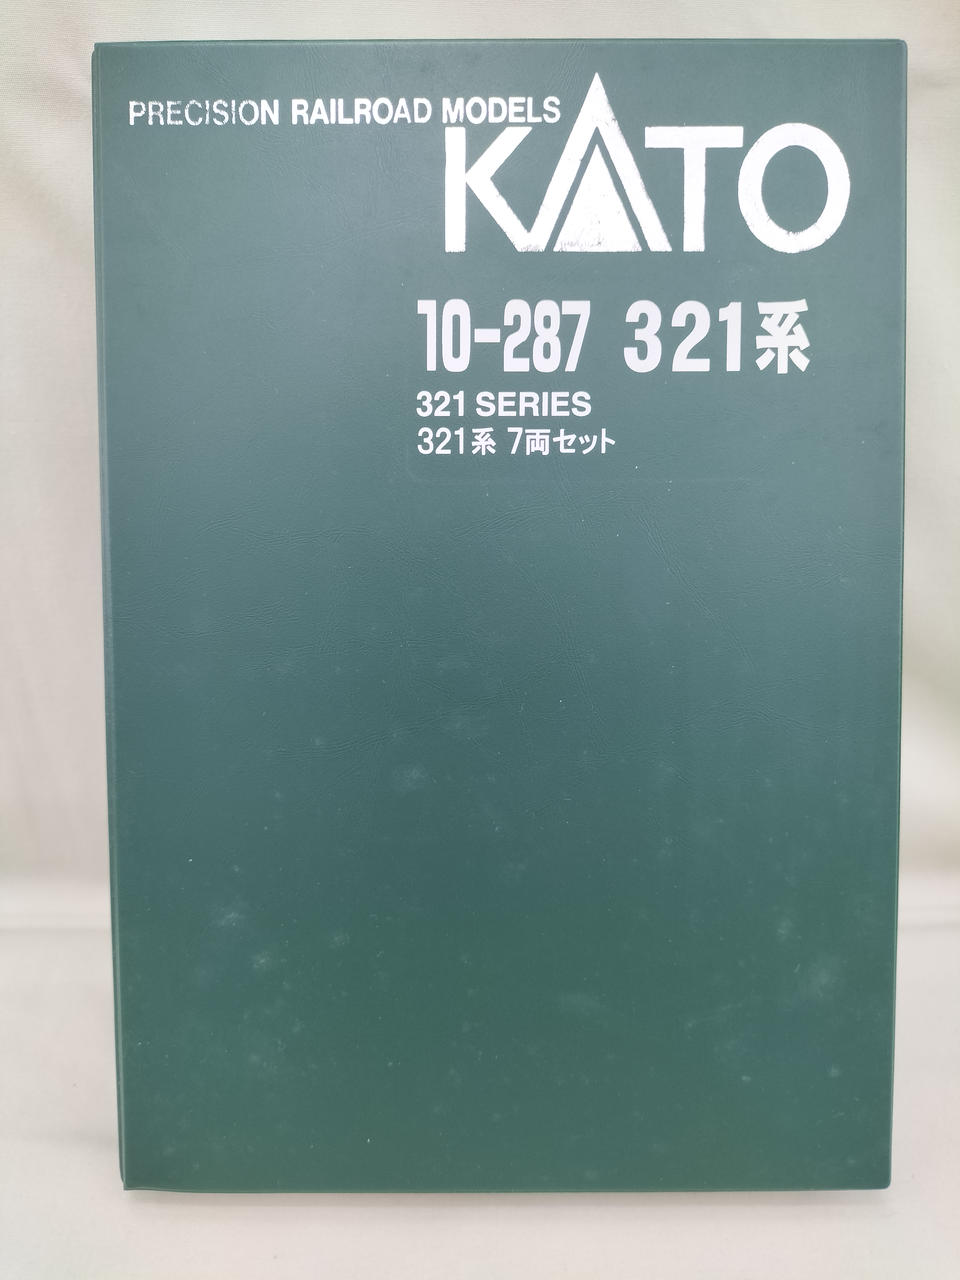 PRECISION RAILROAD MODELS
KATO
10-287 321系
321 SERIES
321系 7両セット